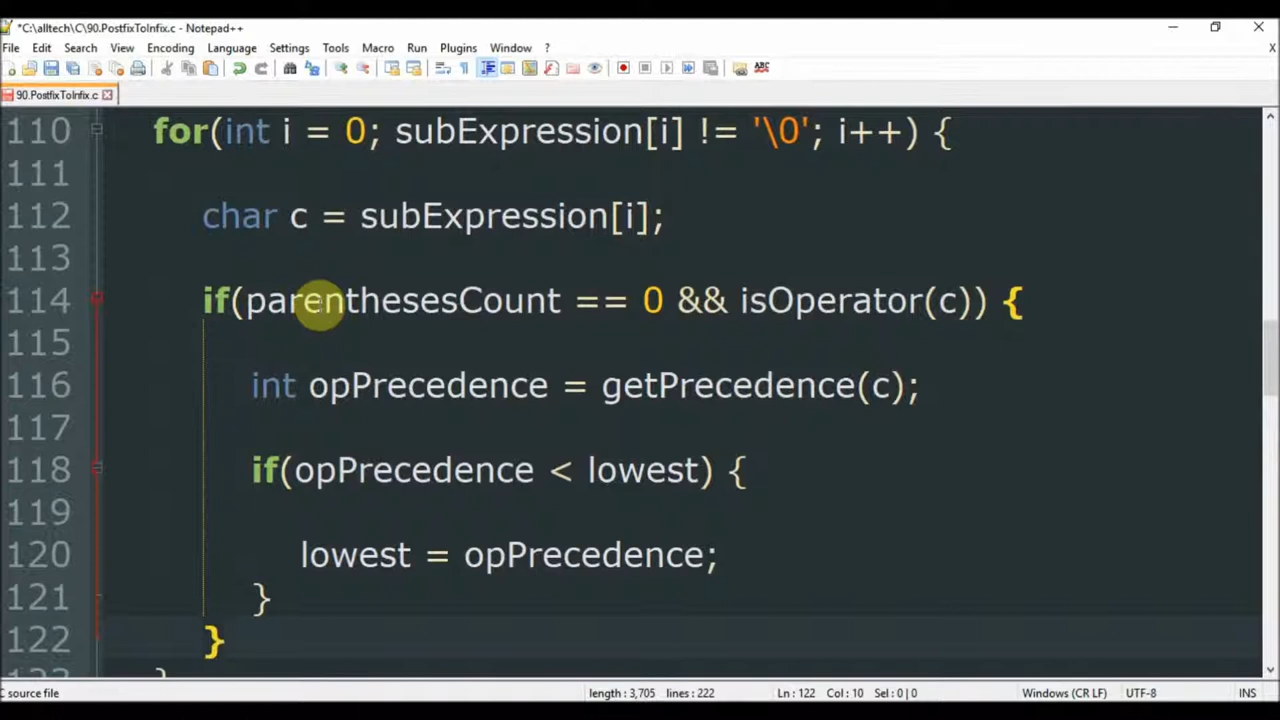 *C:\alltech\C\90.PostfixToInfix.c - Notepad++
File Edit Search View Encoding Language Settings Tools Macro Run Plugins Window ? X
ABC
90.PostfixToInfix.c
110 for(int i = 0; subExpression[i] != '\0'; i++) {
111
112 char c = subExpression[i];
113
114 if(parenthesesCount == 0 && isOperator(c)) {
115
116 int opPrecedence = getPrecedence(c);
117
118 if(opPrecedence < lowest) {
119
120 lowest = opPrecedence;
121 }
122 }
123 }
C source file length : 3,705 lines : 222 Ln : 122 Col : 10 Sel : 0 | 0 Windows (CR LF) UTF-8 INS